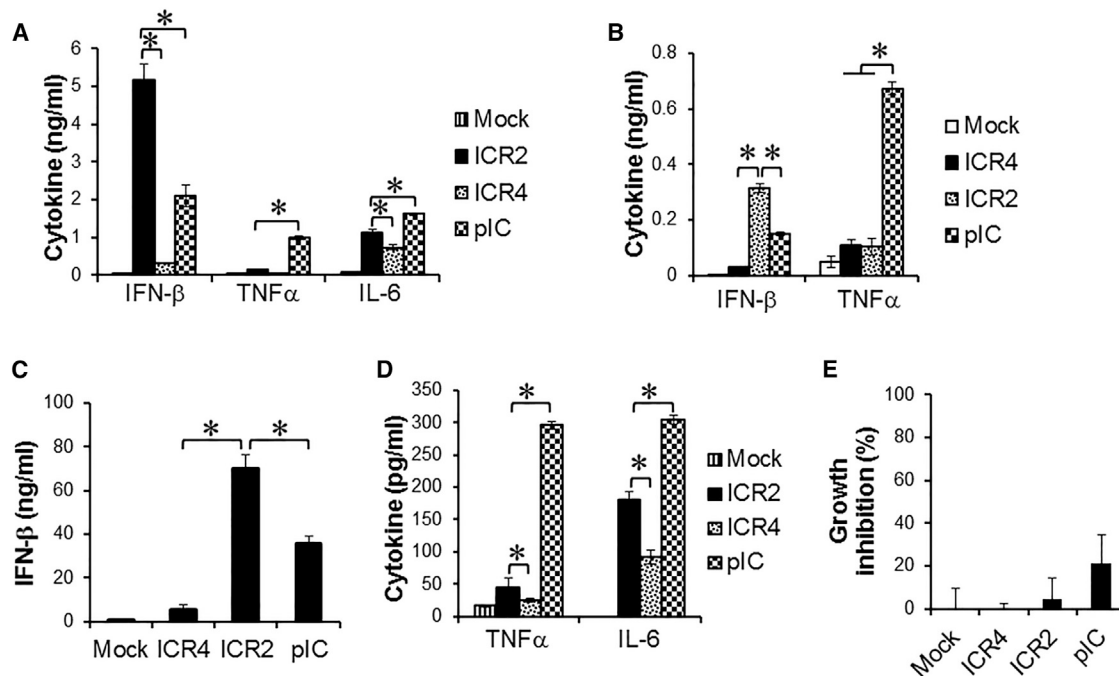 A
Cytokine (ng/ml)
6
5
4
3
2
1
0
*
*
*
*
*
IFN-β TNFα IL-6
Mock
ICR2
ICR4
pIC
B
Cytokine (ng/ml)
0.8
0.6
0.4
0.2
0
* *
*
IFN-β TNFα
Mock
ICR4
ICR2
pIC
C
IFN-β (ng/ml)
100
80
60
40
20
0
* *
Mock ICR4 ICR2 pIC
D
Cytokine (pg/ml)
350
300
250
200
150
100
50
0
*
*
*
*
TNFα IL-6
Mock
ICR2
ICR4
pIC
E
Growth
inhibition (%)
100
80
60
40
20
0
Mock ICR4 ICR2 pIC